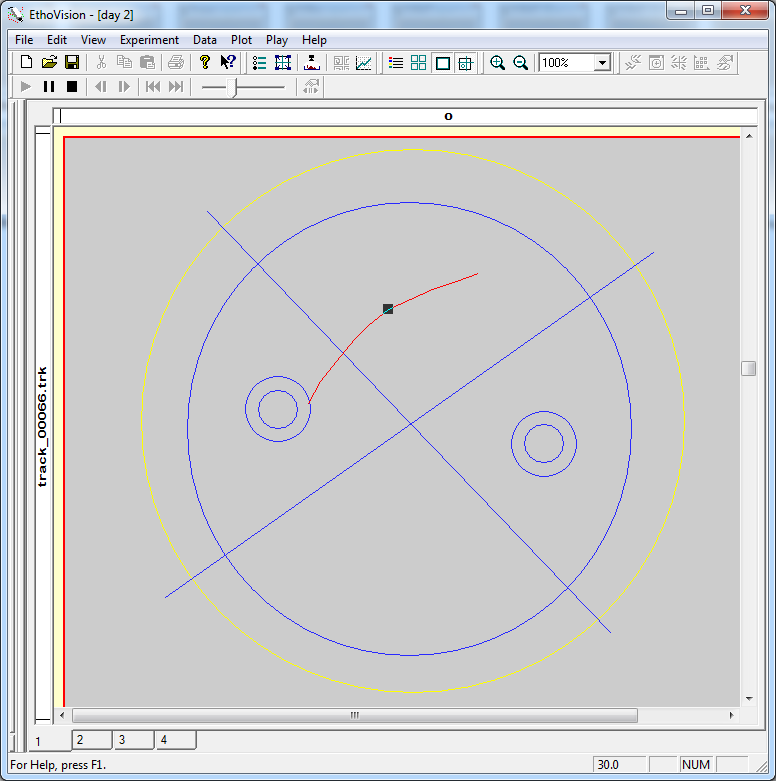 EthoVision - [day 2]
File Edit View Experiment Data Plot Play Help
100%
o
track_00066.trk
1 2 3 4
For Help, press F1. 30.0 NUM